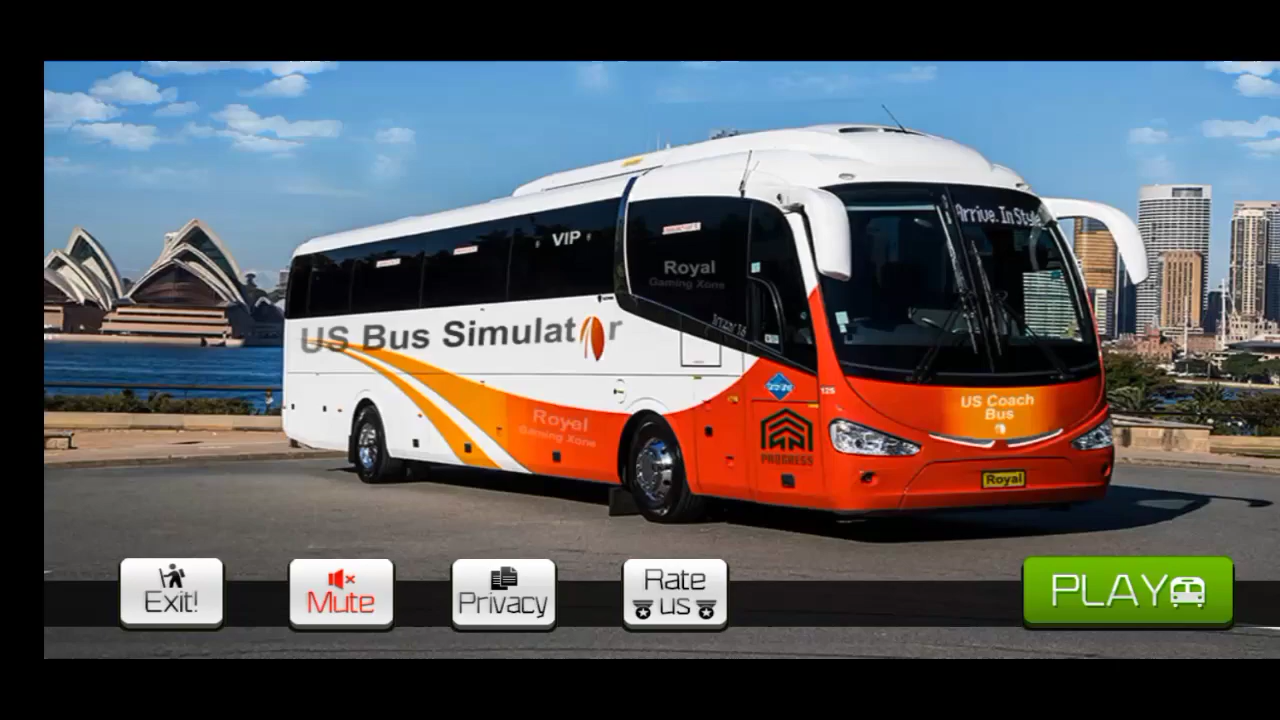 Arrive. In Style
VIP
Royal
Gaming Xone
US Bus Simulator
125
US Coach
Bus
Royal
Gaming Xone
PROGRESS
Royal
Exit!
Mute
Privacy
Rate
us
PLAY